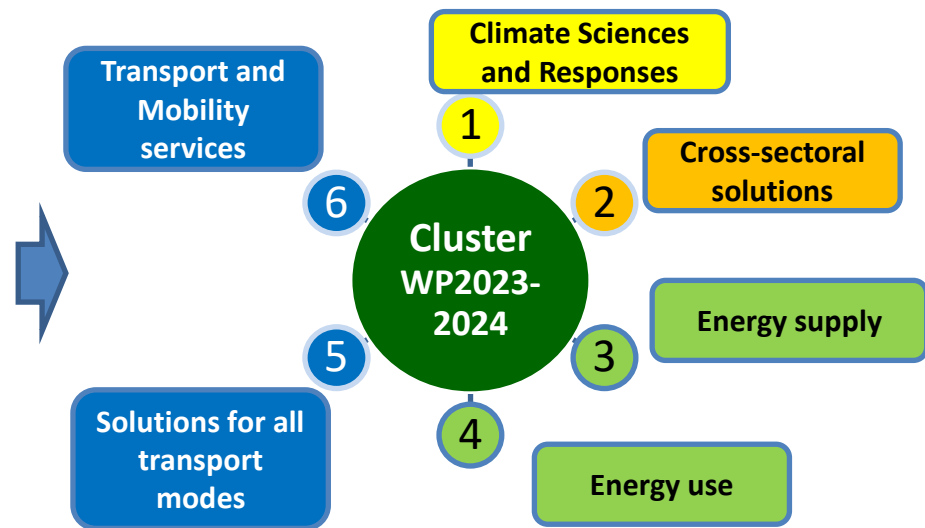 Climate Sciences
and Responses
1
Cross-sectoral
solutions
2
Energy supply
3
Energy use
4
Solutions for all
transport
modes
5
Transport and
Mobility
services
6
Cluster
WP2023-
2024